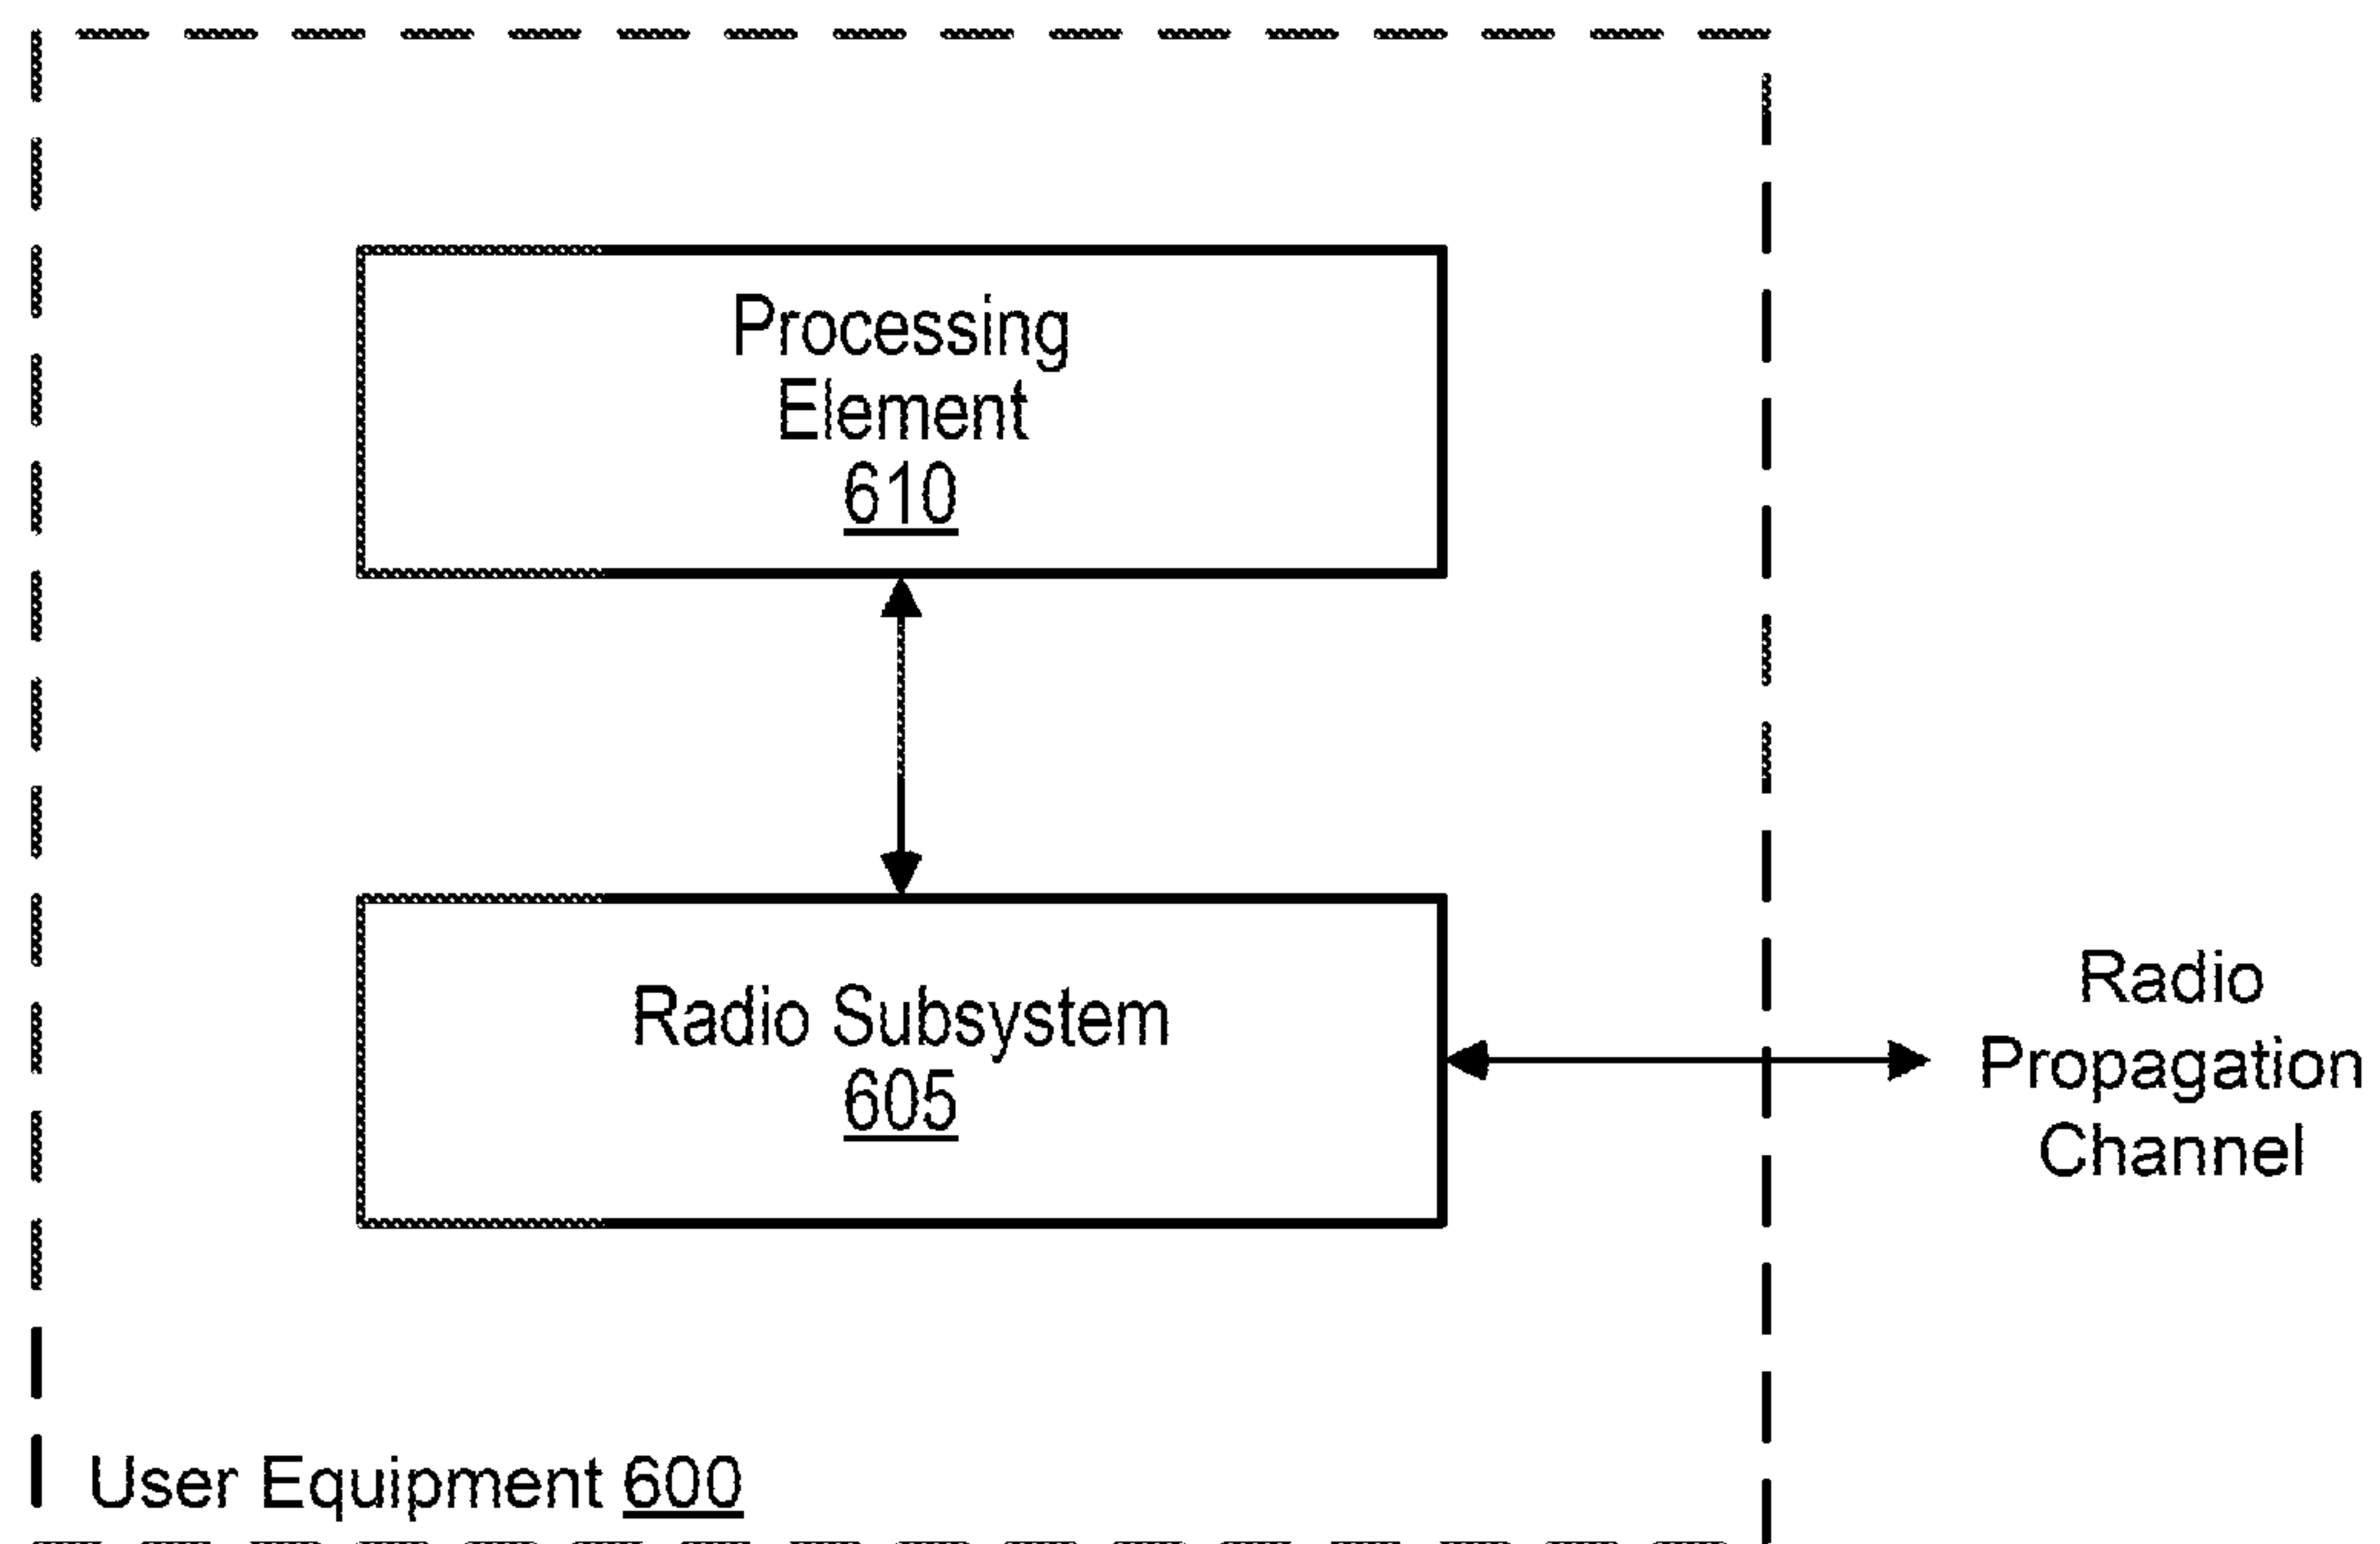 Processing
Element
610
Radio Subsystem
605
Radio
Propagation
Channel
User Equipment 600